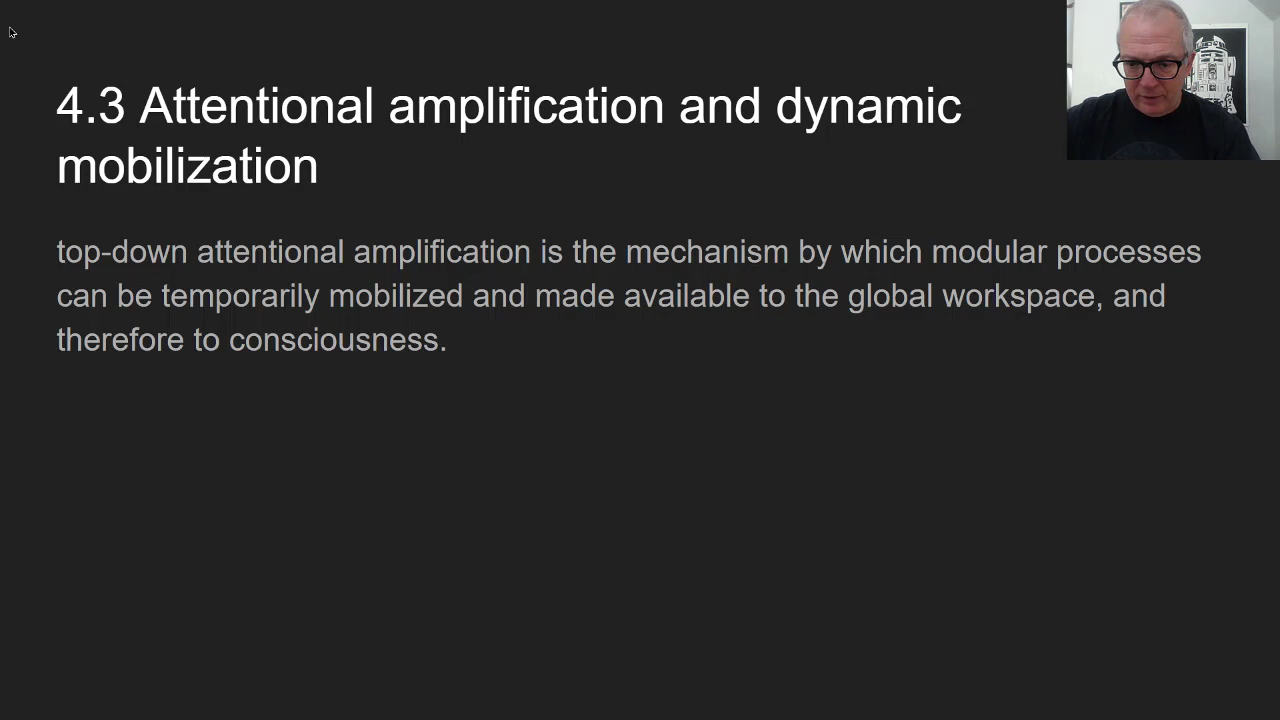 4.3 Attentional amplification and dynamic
mobilization
top-down attentional amplification is the mechanism by which modular processes
can be temporarily mobilized and made available to the global workspace, and
therefore to consciousness.